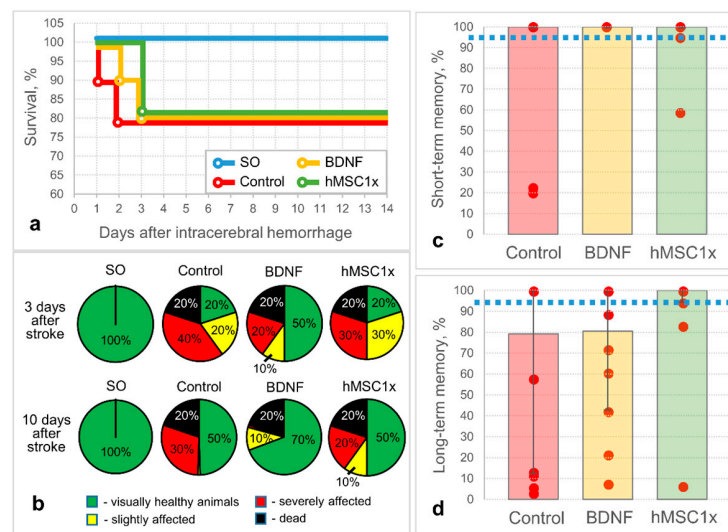 Survival, %
100
95
90
85
80
75
70
65
60
0 1 2 3 4 5 6 7 8 9 10 11 12 13 14
SO BDNF
Control hMSC1x
a
Days after intracerebral hemorrhage
SO Control BDNF hMSC1x
3 days
after
stroke
100%
20% 20% 20% 40%
20% 50% 20% 10%
20% 20% 30% 30%
SO Control BDNF hMSC1x
10 days
after
stroke
100%
20% 50% 30%
20% 10% 70%
20% 50% 20% 10%
b
- visually healthy animals
- severely affected
- slightly affected
- dead
Short-term memory, %
100
90
80
70
60
50
40
30
20
10
0
c
Control BDNF hMSC1x
Long-term memory, %
100
90
80
70
60
50
40
30
20
10
0
d
Control BDNF hMSC1x